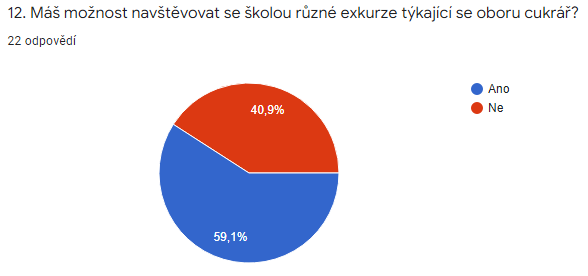 12. Máš možnost navštěvovat se školou různé exkurze týkající se oboru cukrář?
22 odpovědí
Ano
Ne
40,9%
59,1%